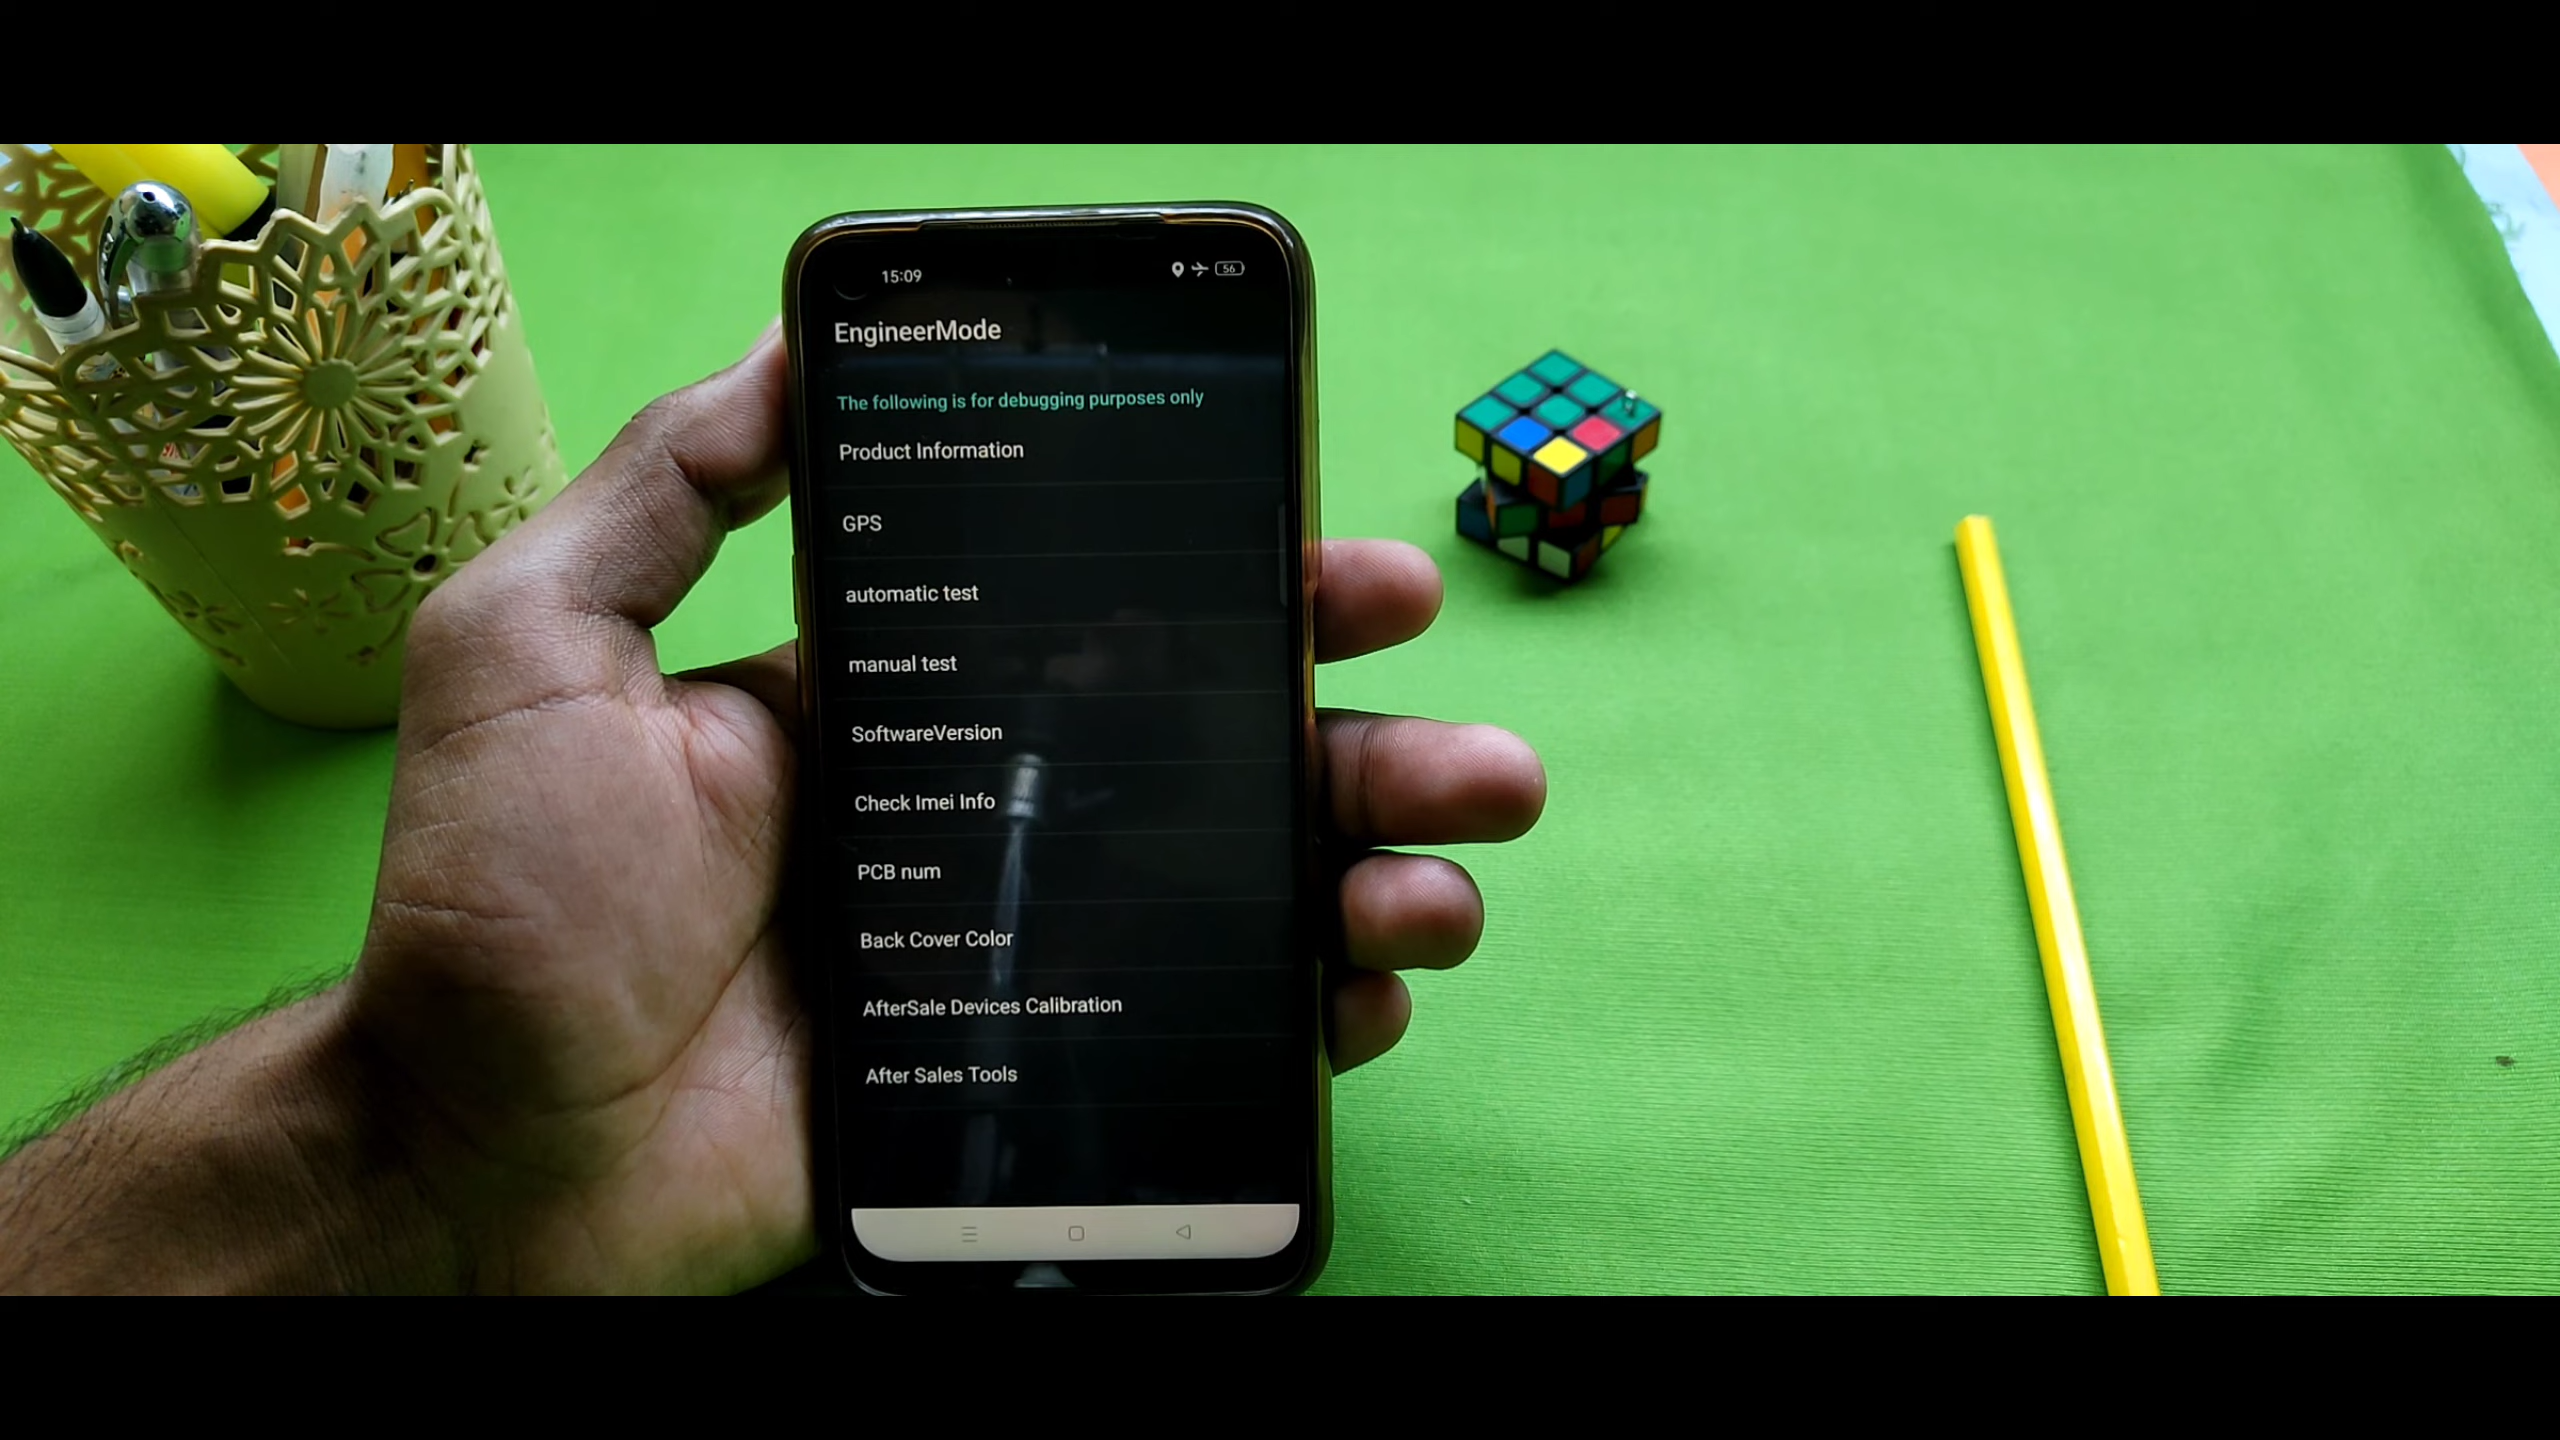 15:09
56
EngineerMode
The following is for debugging purposes only
Product Information
GPS
automatic test
manual test
SoftwareVersion
Check Imei Info
PCB num
Back Cover Color
AfterSale Devices Calibration
After Sales Tools